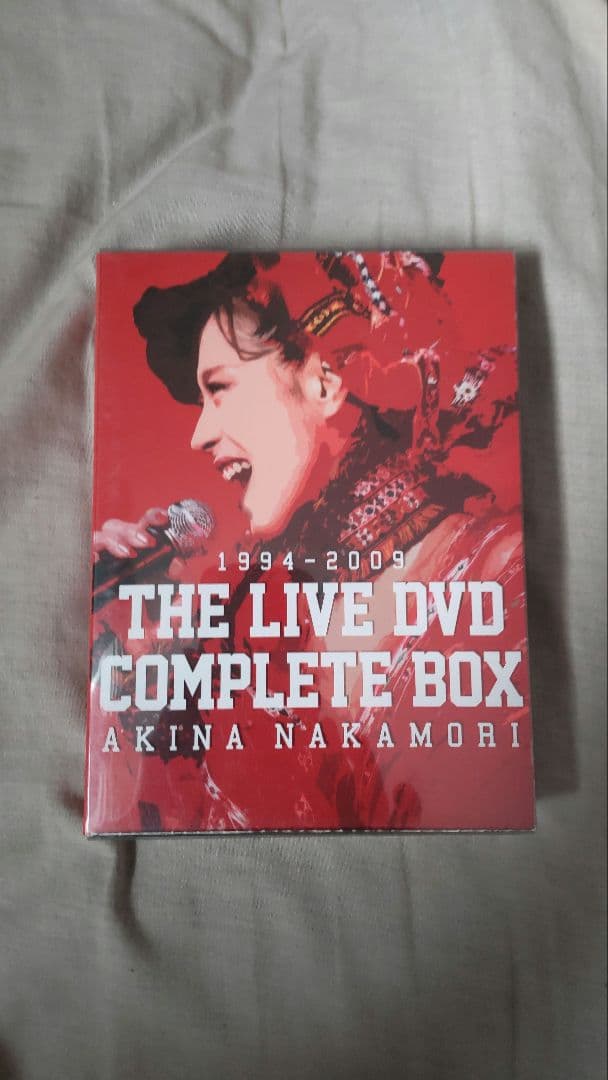 1994-2009
THE LIVE DVD
COMPLETE BOX
AKINA NAKAMORI